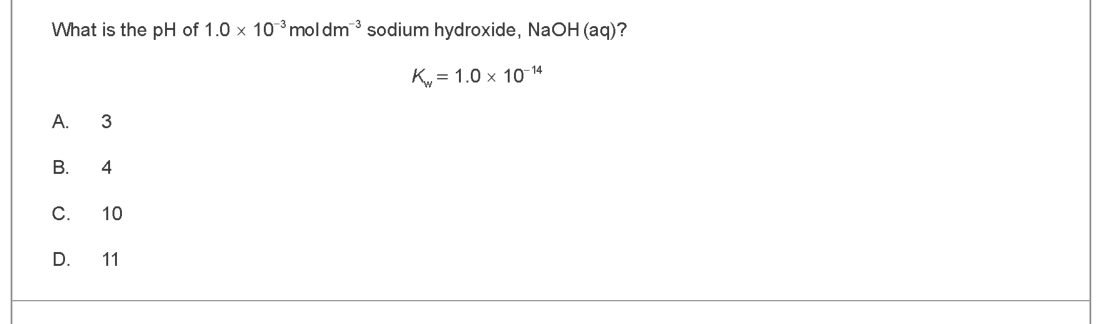 What is the pH of 1.0 × 10⁻³ mol dm⁻³ sodium hydroxide, NaOH (aq)?
K_w = 1.0 × 10⁻¹⁴
A. 3
B. 4
C. 10
D. 11